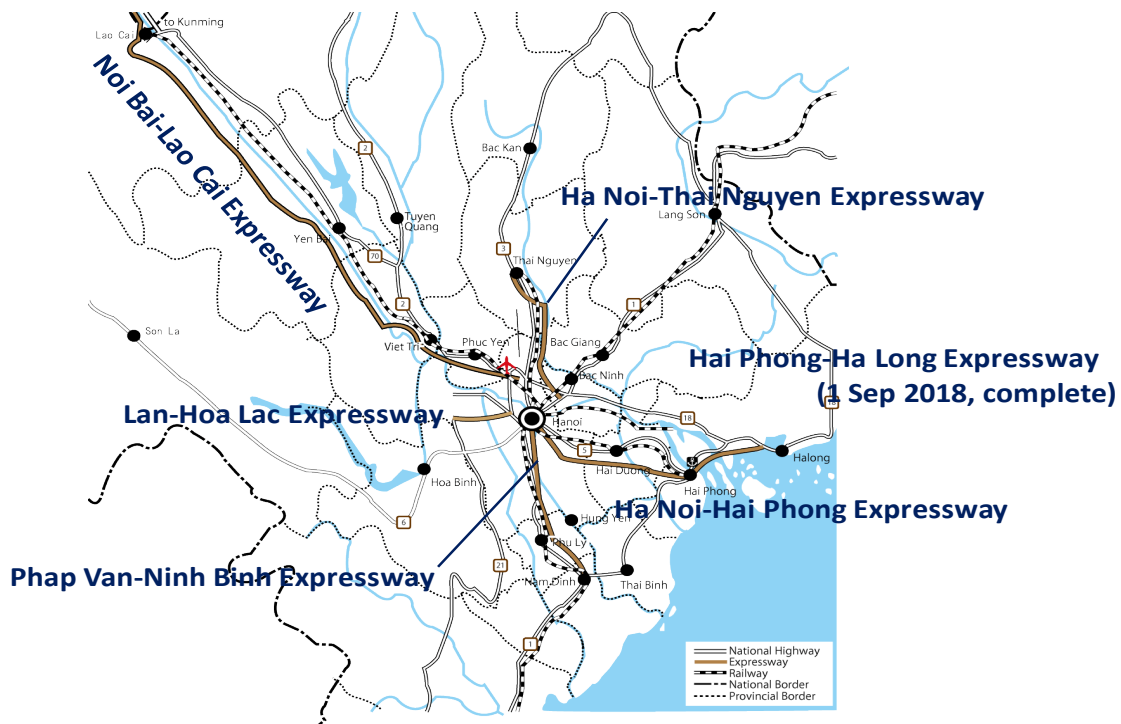 to Kunming
Lao Cai
Noi Bai-Lao Cai Expressway
2
Bac Kan
Ha Noi-Thai Nguyen Expressway
Lang Son
Tuyen
Quang
Yen Bai
70
3
Thai Nguyen
2
1
Son La
Viet Tri
Phuc Yen
Bac Giang
Hai Phong-Ha Long Expressway
(1 Sep 2018, complete)
Bac Ninh
18
Lan-Hoa Lac Expressway
Hanoi
18
5
Hai Duong
Halong
Hoa Binh
Hai Phong
6
Hung Yen
Ha Noi-Hai Phong Expressway
Phu Ly
21
Phap Van-Ninh Binh Expressway
Nam Dinh
Thai Binh
1
National Highway
Expressway
Railway
National Border
Provincial Border